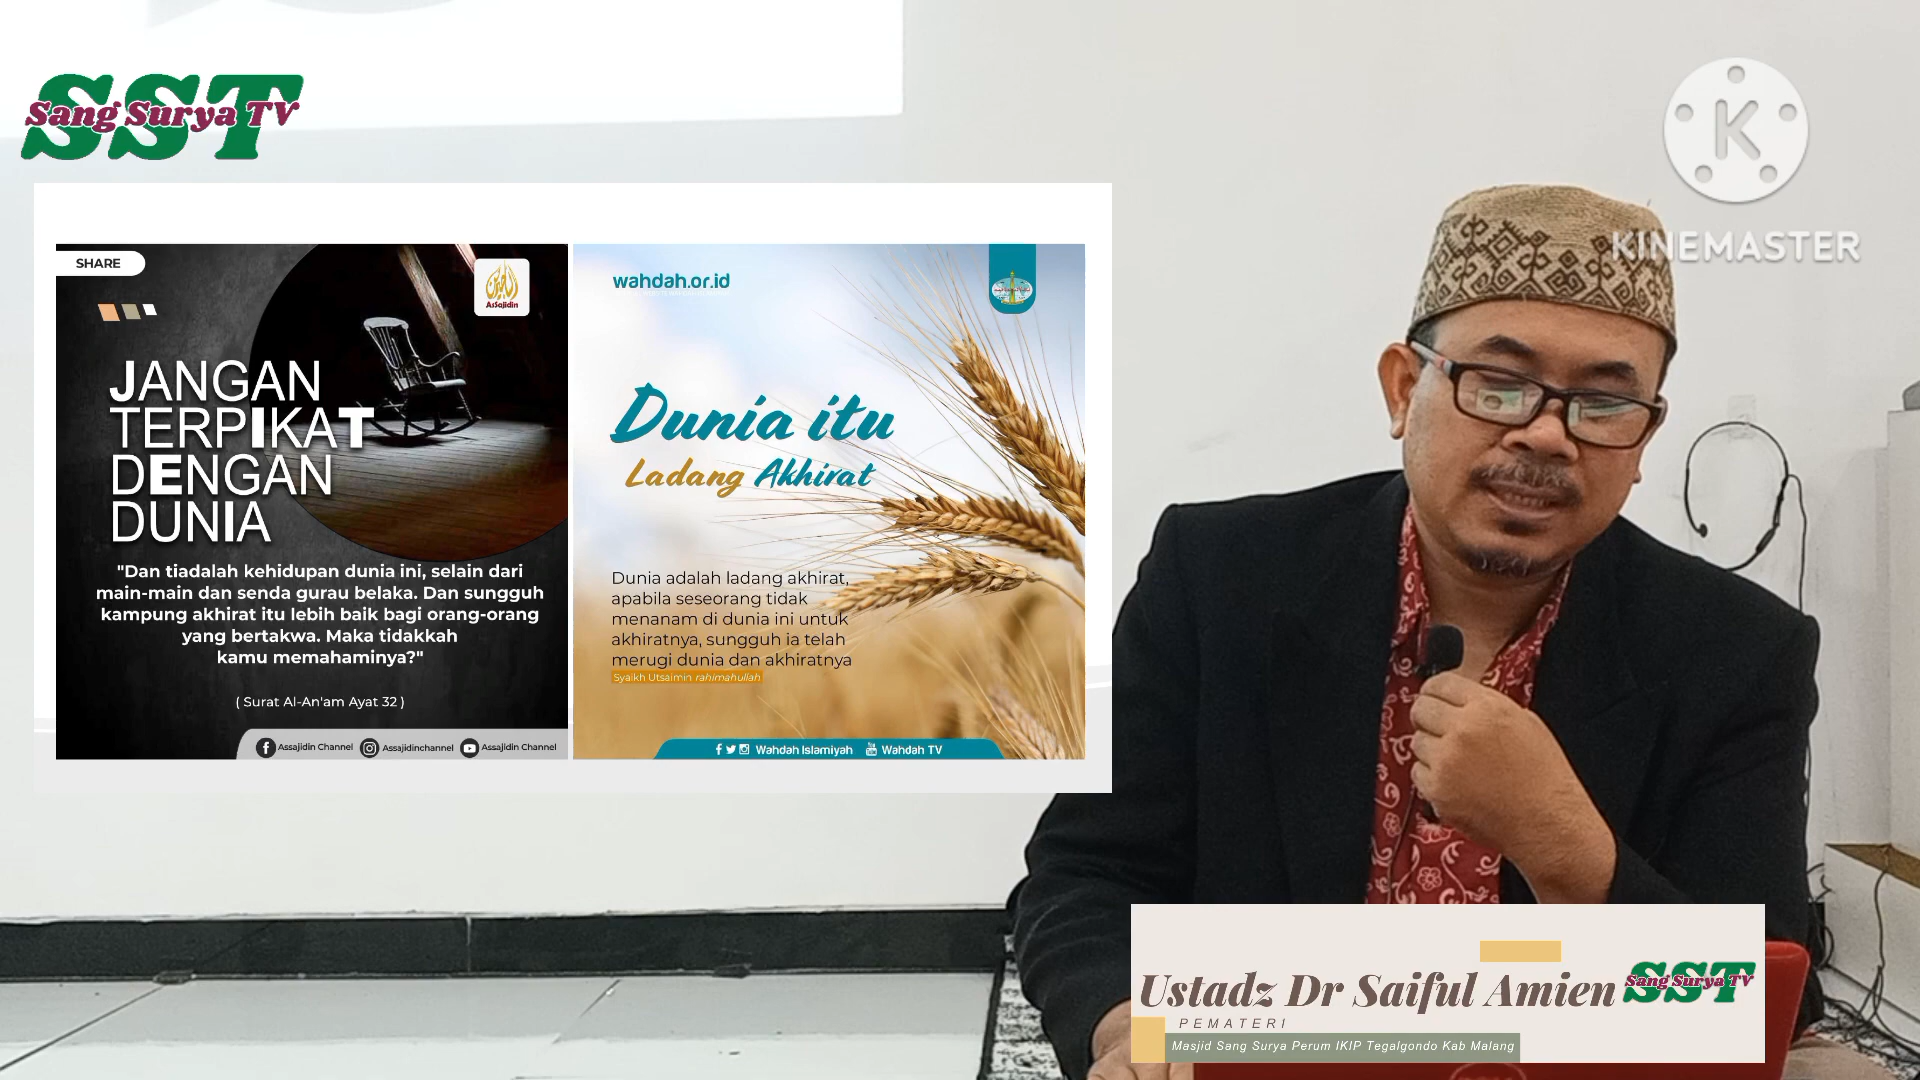 SST
Sang Surya TV
K
KINEMASTER
SHARE
AsSajidin
JANGAN
TERPIKAT
DENGAN
DUNIA
"Dan tiadalah kehidupan dunia ini, selain dari
main-main dan senda gurau belaka. Dan sungguh
kampung akhirat itu lebih baik bagi orang-orang
yang bertakwa. Maka tidakkah
kamu memahaminya?"
( Surat Al-An'am Ayat 32 )
Assajidin Channel Assajidinchannel Assajidin Channel
wahdah.or.id
Dunia itu
Ladang Akhirat
Dunia adalah ladang akhirat,
apabila seseorang tidak
menanam di dunia ini untuk
akhiratnya, sungguh ia telah
merugi dunia dan akhiratnya
Syaikh Utsaimin rahimahullah
Wahdah Islamiyah Wahdah TV
Ustadz Dr Saiful Amien
SST
Sang Surya TV
PEMATERI
Masjid Sang Surya Perum IKIP Tegalgondo Kab Malang